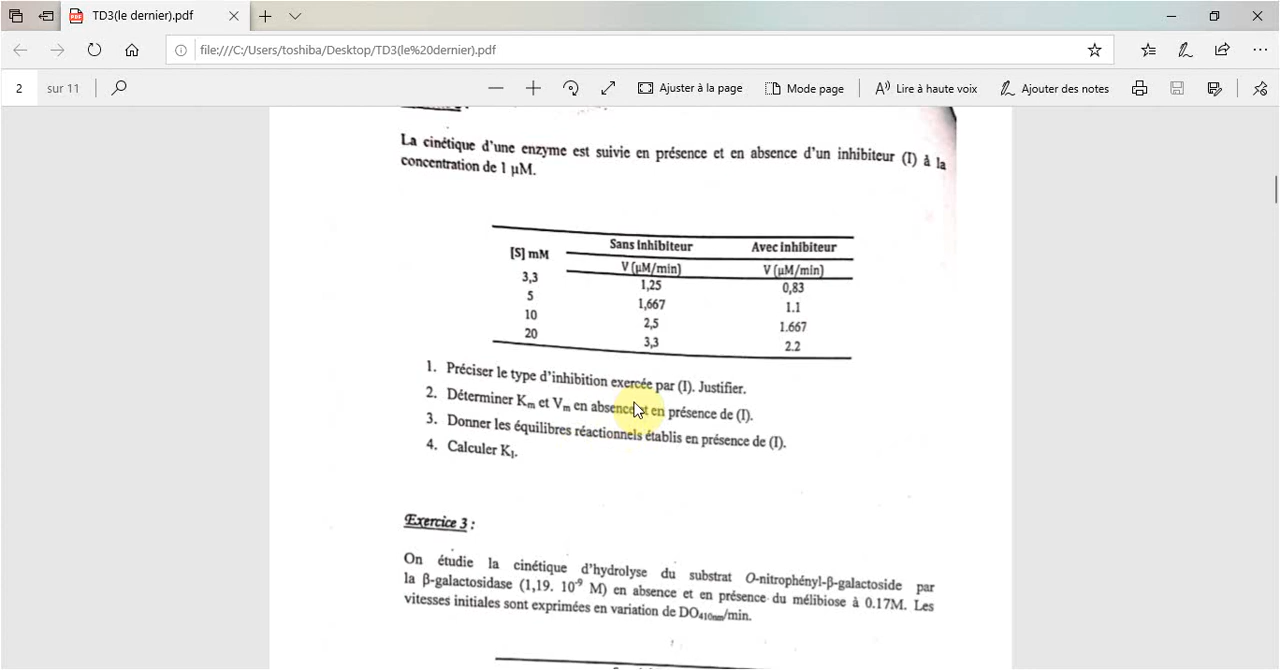 TD3(le dernier).pdf
file:///C:/Users/toshiba/Desktop/TD3(le%20dernier).pdf
2 sur 11 Ajuster à la page Mode page Lire à haute voix Ajouter des notes
La cinétique d'une enzyme est suivie en présence et en absence d'un inhibiteur (I) à la
concentration de 1 µM.
[S] mM Sans inhibiteur Avec inhibiteur
V (µM/min) V (µM/min)
3,3 1,25 0,83
5 1,667 1.1
10 2,5 1.667
20 3,3 2.2
1. Préciser le type d'inhibition exercée par (I). Justifier.
2. Déterminer Km et Vm en absence et en présence de (I).
3. Donner les équilibres réactionnels établis en présence de (I).
4. Calculer KI.
Exercice 3 :
On étudie la cinétique d'hydrolyse du substrat O-nitrophényl-β-galactoside par
la β-galactosidase (1,19. 10⁻⁹ M) en absence et en présence du mélibiose à 0.17M. Les
vitesses initiales sont exprimées en variation de DO410nm/min.